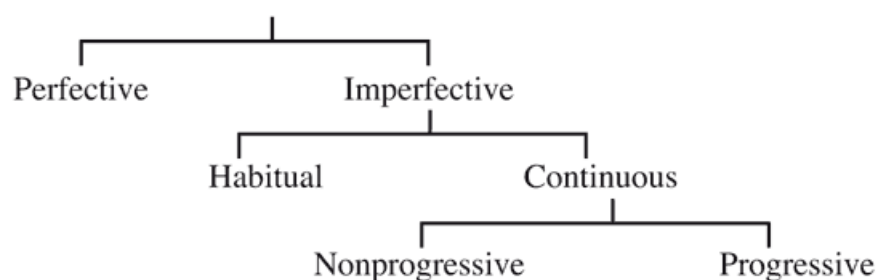 Perfective Imperfective
Habitual Continuous
Nonprogressive Progressive